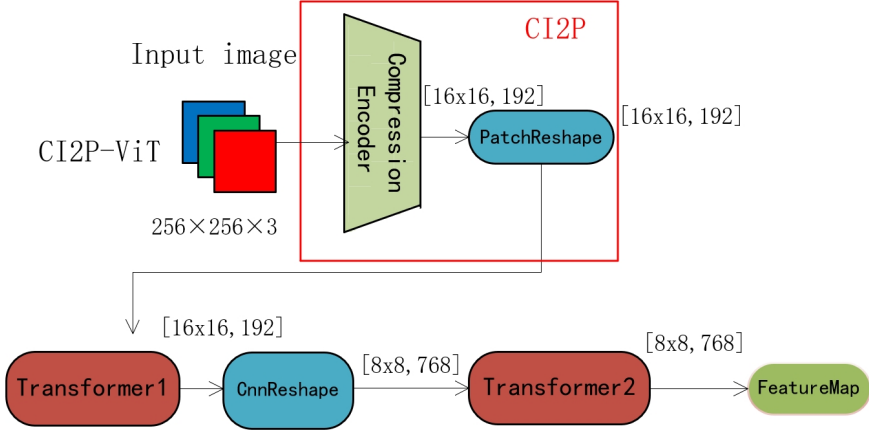 CI2P
Input image
Compression
Encoder
[16x16,192]
PatchReshape
[16x16,192]
CI2P-ViT
256×256×3
[16x16,192]
[8x8,768]
[8x8,768]
Transformer1
CnnReshape
Transformer2
FeatureMap